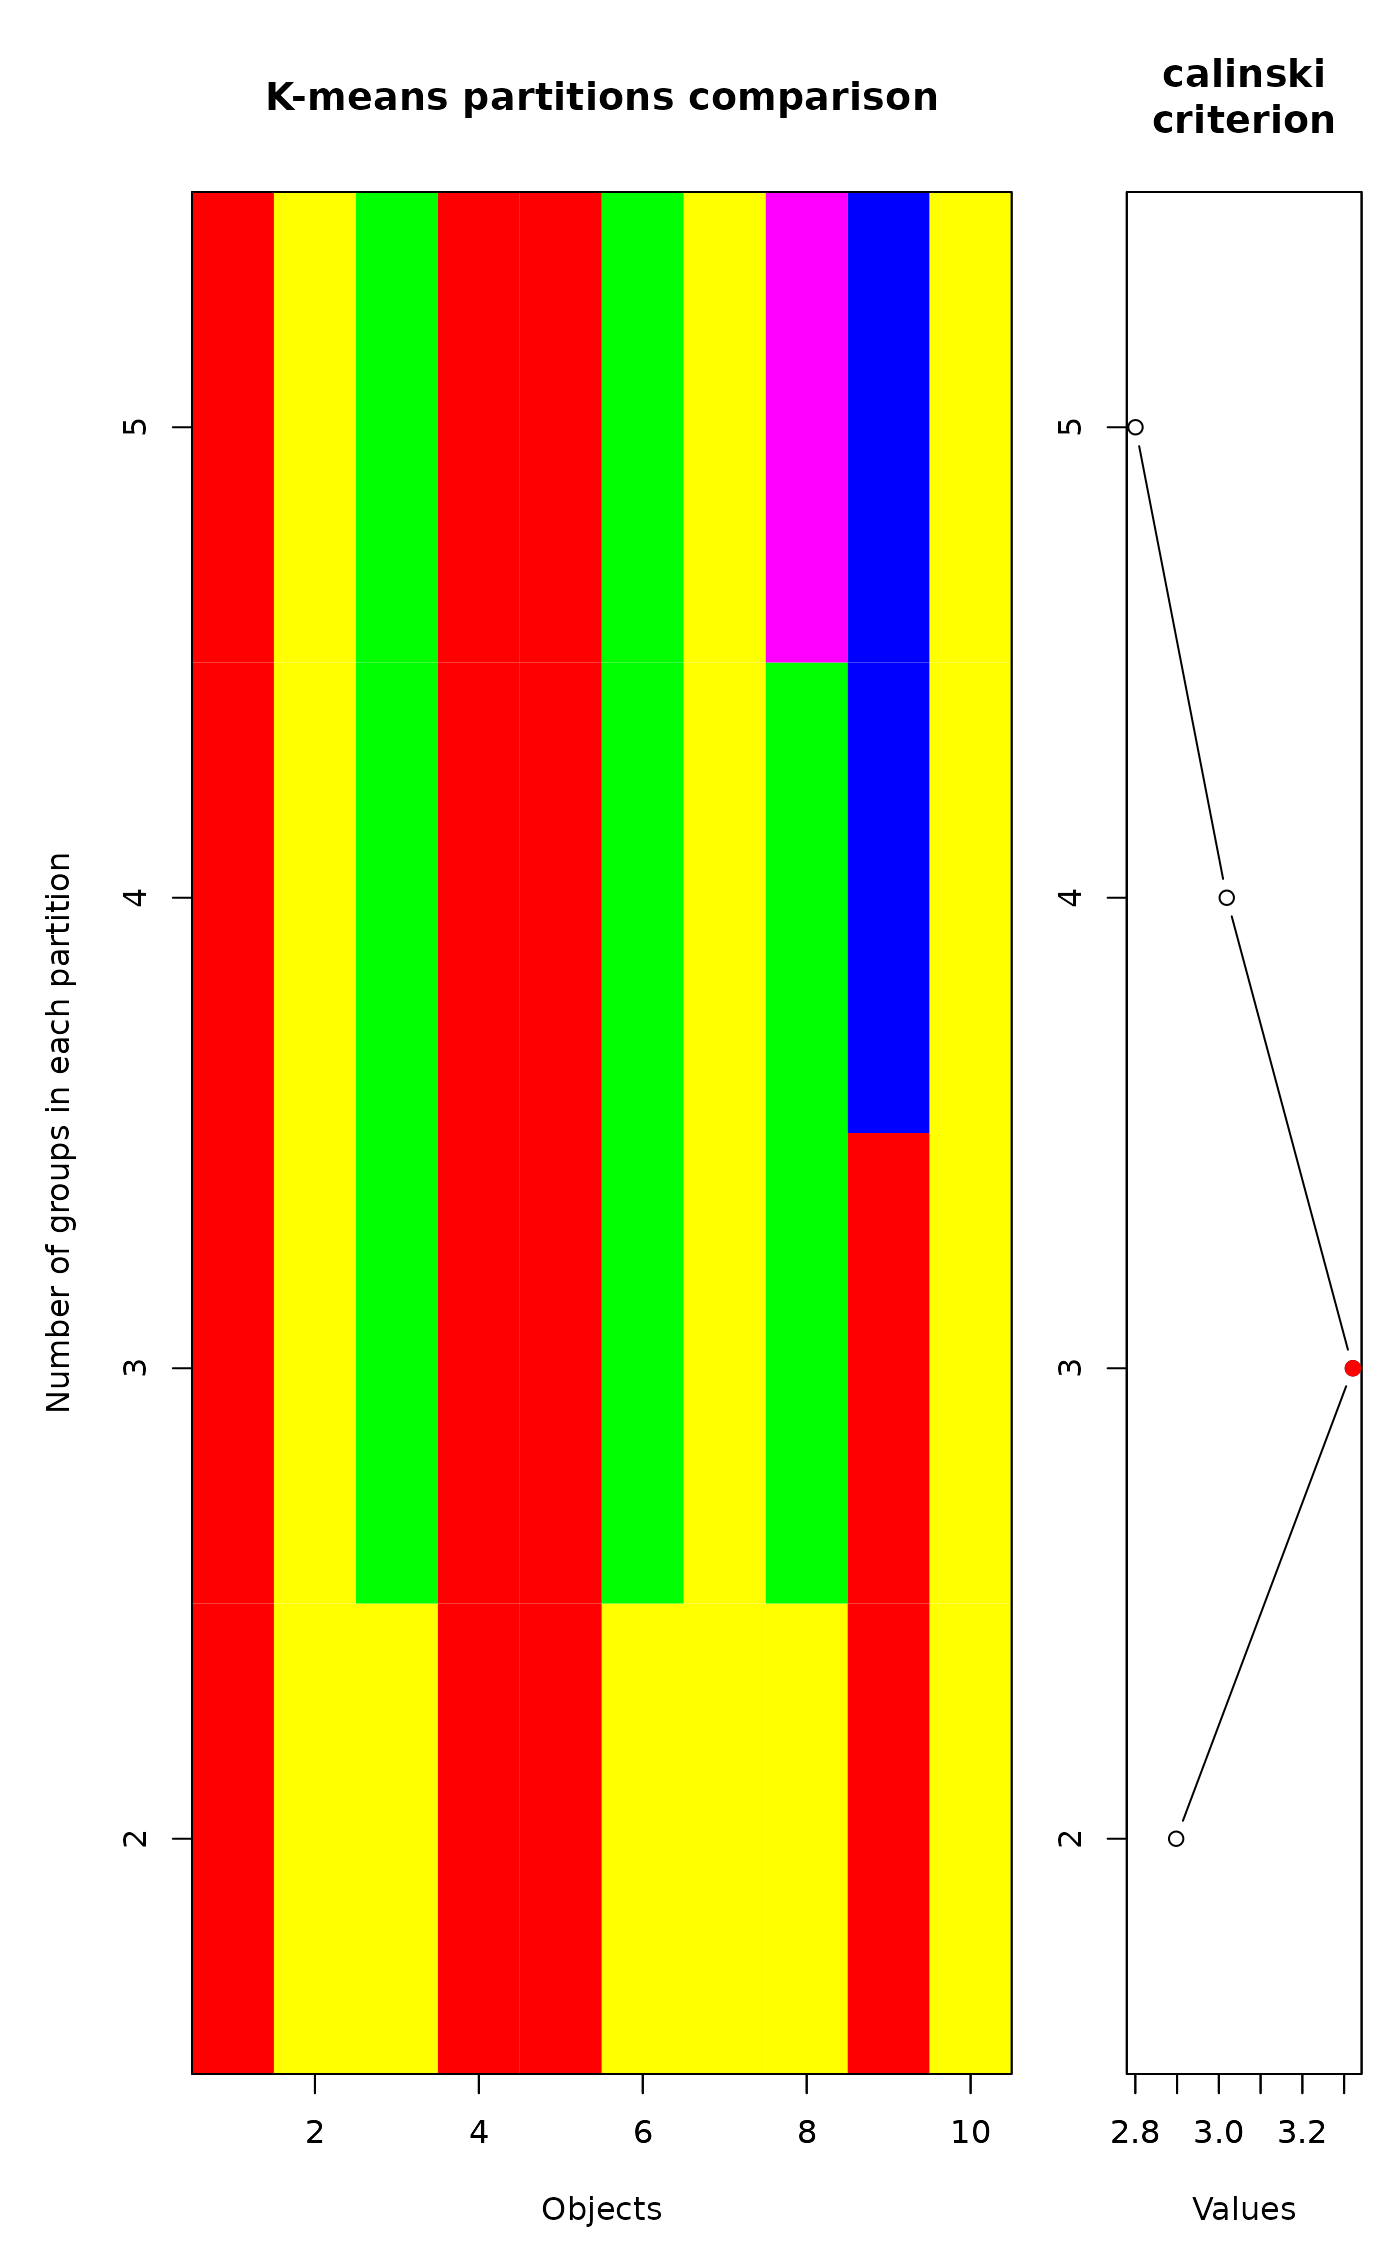 K-means partitions comparison
calinski
criterion
Number of groups in each partition
5
4
3
2
2 4 6 8 10
Objects
5
4
3
2
2.8 3.0 3.2
Values